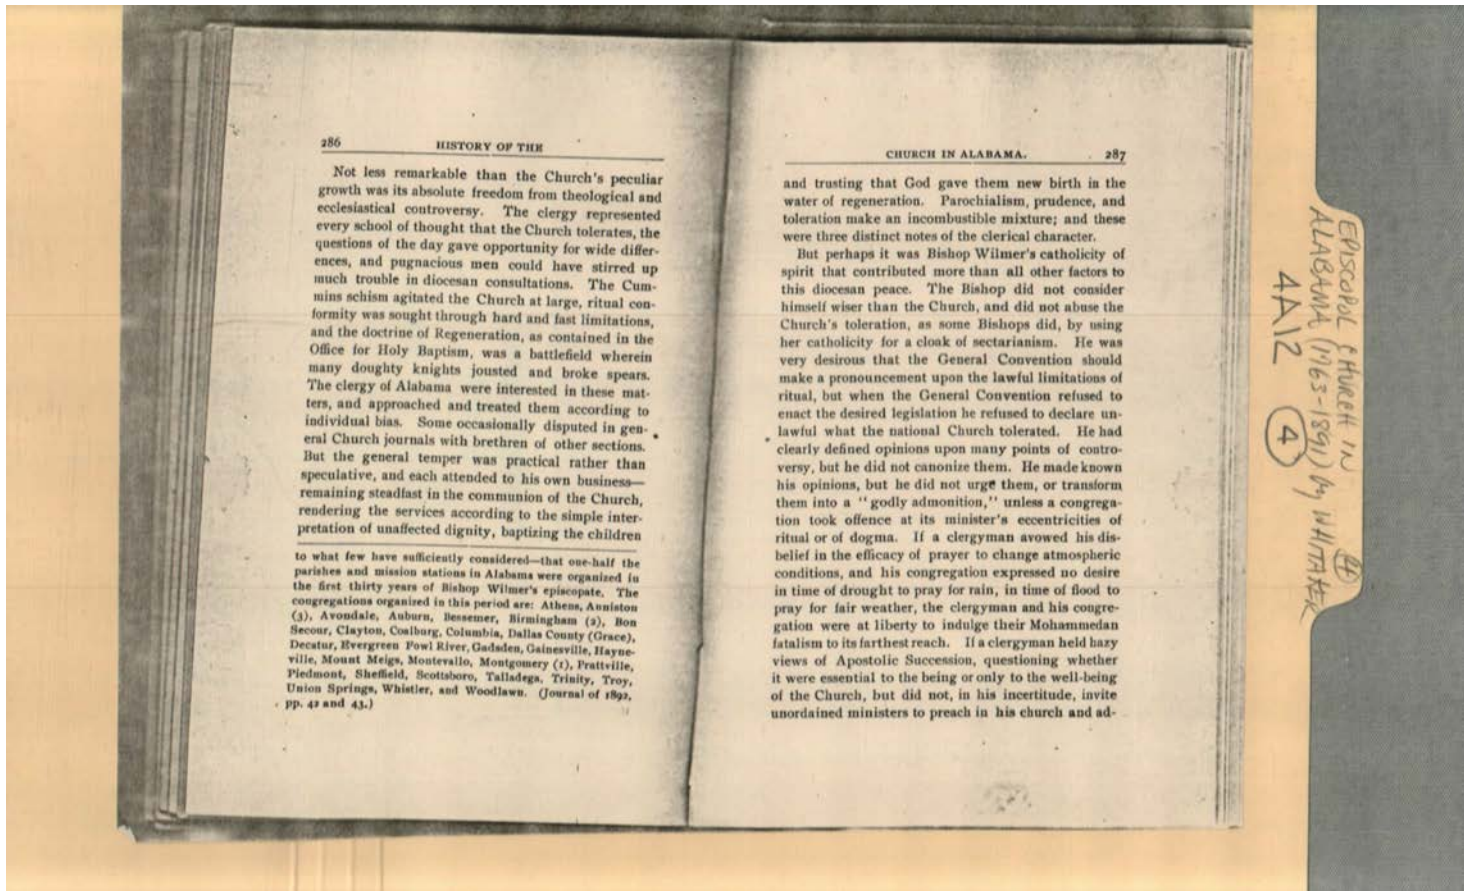 286 HISTORY OF THE
Not less remarkable than the Church's peculiar
growth was its absolute freedom from theological and
ecclesiastical controversy. The clergy represented
every school of thought that the Church tolerates, the
questions of the day gave opportunity for wide differ-
ences, and pugnacious men could have stirred up
much trouble in diocesan consultations. The Cum-
mins schism agitated the Church at large, ritual con-
formity was sought through hard and fast limitations,
and the doctrine of Regeneration, as contained in the
Office for Holy Baptism, was a battlefield wherein
many doughty knights jousted and broke spears.
The clergy of Alabama were interested in these mat-
ters, and approached and treated them according to
individual bias. Some occasionally disputed in gen-
eral Church journals with brethren of other sections.
But the general temper was practical rather than
speculative, and each attended to his own business—
remaining steadfast in the communion of the Church,
rendering the services according to the simple inter-
pretation of unaffected dignity, baptizing the children
to what few have sufficiently considered—that one-half the
parishes and mission stations in Alabama were organized in
the first thirty years of Bishop Wilmer's episcopate. The
congregations organized in this period are: Athens, Anniston
(3), Avondale, Auburn, Bessemer, Birmingham (2), Bon
Secour, Clayton, Coalburg, Columbia, Dallas County (Grace),
Decatur, Evergreen Fowl River, Gadsden, Gainesville, Hayne-
ville, Mount Meigs, Montevallo, Montgomery (1), Prattville,
Piedmont, Sheffield, Scottsboro, Talladega, Trinity, Troy,
Union Springs, Whistler, and Woodlawn. (Journal of 1892,
pp. 42 and 43.)
CHURCH IN ALABAMA. 287
and trusting that God gave them new birth in the
water of regeneration. Parochialism, prudence, and
toleration make an incombustible mixture; and these
were three distinct notes of the clerical character.
But perhaps it was Bishop Wilmer's catholicity of
spirit that contributed more than all other factors to
this diocesan peace. The Bishop did not consider
himself wiser than the Church, and did not abuse the
Church's toleration, as some Bishops did, by using
her catholicity for a cloak of sectarianism. He was
very desirous that the General Convention should
make a pronouncement upon the lawful limitations of
ritual, but when the General Convention refused to
enact the desired legislation he refused to declare un-
lawful what the national Church tolerated. He had
clearly defined opinions upon many points of contro-
versy, but he did not canonize them. He made known
his opinions, but he did not urge them, or transform
them into a "godly admonition," unless a congrega-
tion took offence at its minister's eccentricities of
ritual or of dogma. If a clergyman avowed his dis-
belief in the efficacy of prayer to change atmospheric
conditions, and his congregation expressed no desire
in time of drought to pray for rain, in time of flood to
pray for fair weather, the clergyman and his congre-
gation were at liberty to indulge their Mohammedan
fatalism to its farthest reach. If a clergyman held hazy
views of Apostolic Succession, questioning whether
it were essential to the being or only to the well-being
of the Church, but did not, in his incertitude, invite
unordained ministers to preach in his church and ad-
EPISCOPOL CHURCH IN #
ALABAMA (1763-1891) by WHITAKER
4A12 4